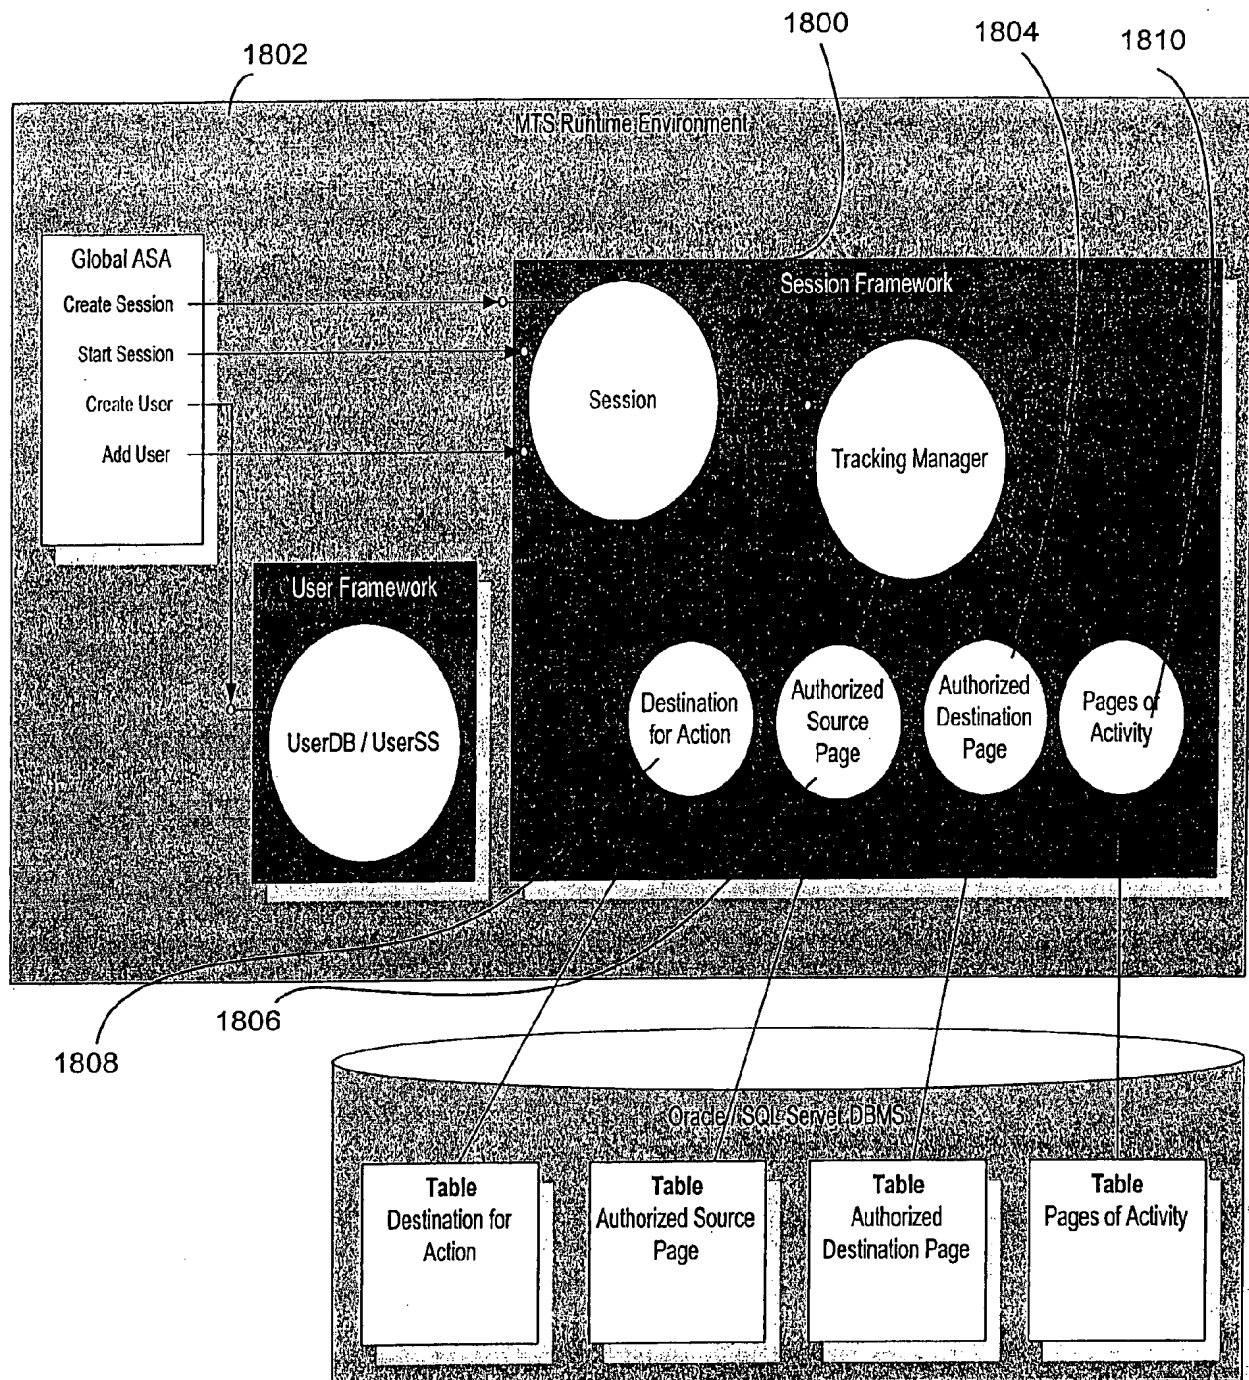 1800
1804
1810
1802
MTS Runtime Environment
Global ASA
Create Session
Start Session
Create User
Add User
Session Framework
Session
Tracking Manager
User Framework
UserDB / UserSS
Destination
for Action
Authorized
Source
Page
Authorized
Destination
Page
Pages of
Activity
1806
1808
Oracle / SQL Server DBMS
Table
Destination for
Action
Table
Authorized Source
Page
Table
Authorized
Destination Page
Table
Pages of Activity